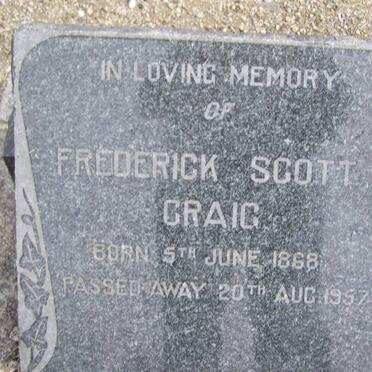 IN LOVING MEMORY
OF
FREDERICK SCOTT
CRAIG
BORN 5TH JUNE 1868
PASSED AWAY 20TH AUG. 1957